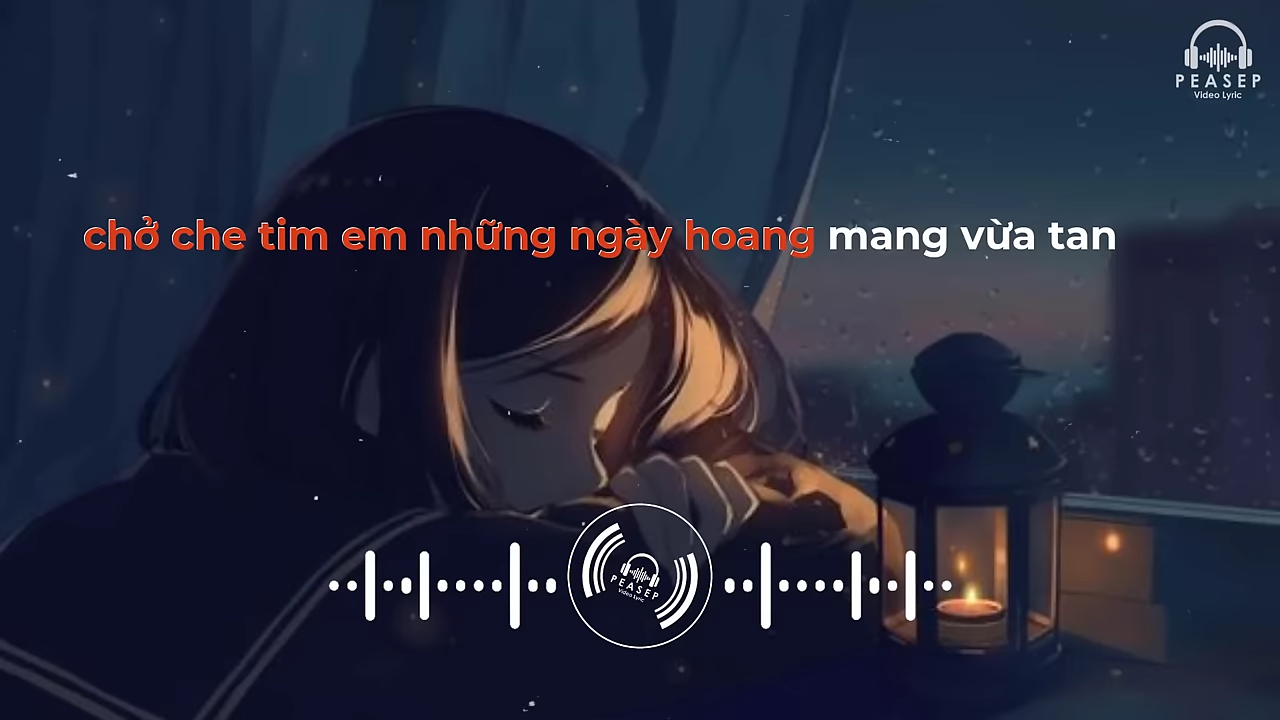 PEASEP
Video Lyric
chở che tim em những ngày hoang mang vừa tan
PEASEP
Video Lyric